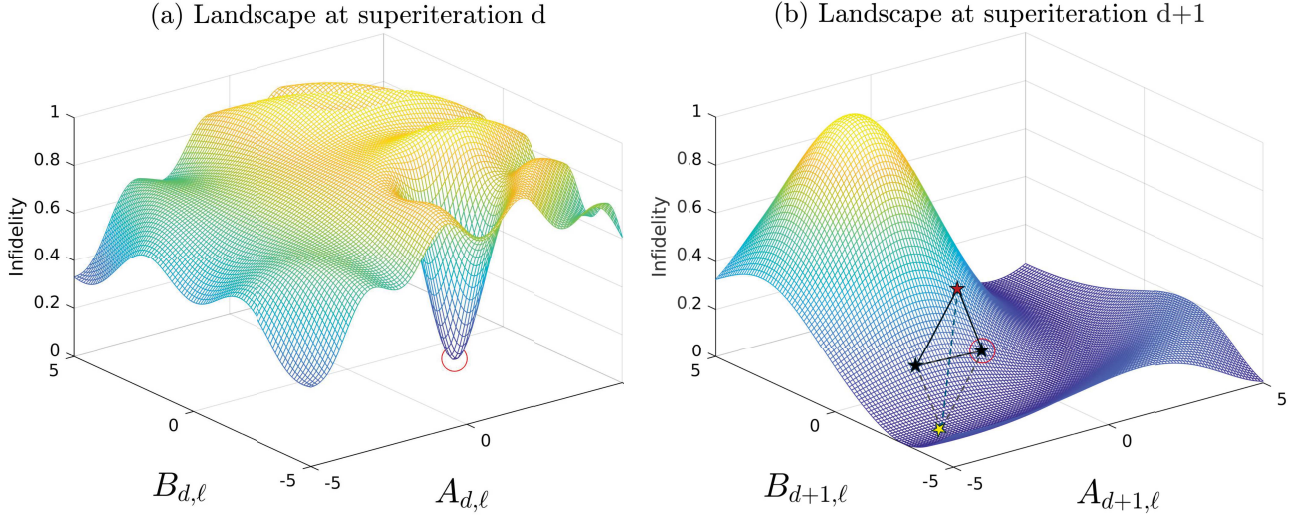 (a) Landscape at superiteration d
Infidelity
1
0.8
0.6
0.4
0.2
0
5
0
-5
-5
0
B_{d,ℓ}
A_{d,ℓ}
(b) Landscape at superiteration d+1
Infidelity
1
0.8
0.6
0.4
0.2
0
5
0
-5
-5
0
5
B_{d+1,ℓ}
A_{d+1,ℓ}